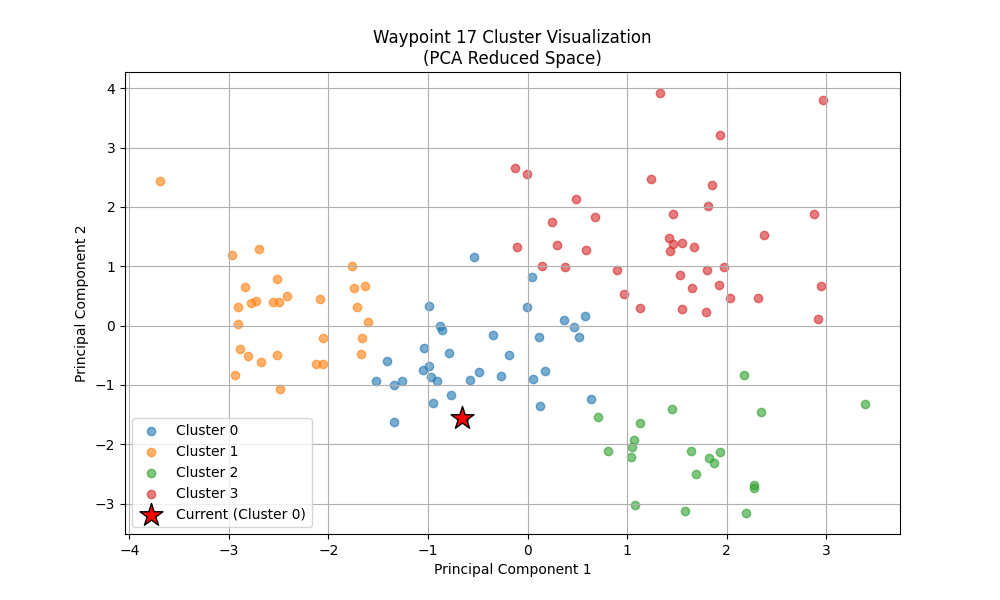 Waypoint 17 Cluster Visualization
(PCA Reduced Space)
Principal Component 2
4
3
2
1
0
−1
−2
−3
Cluster 0
Cluster 1
Cluster 2
Cluster 3
Current (Cluster 0)
−4 −3 −2 −1 0 1 2 3
Principal Component 1